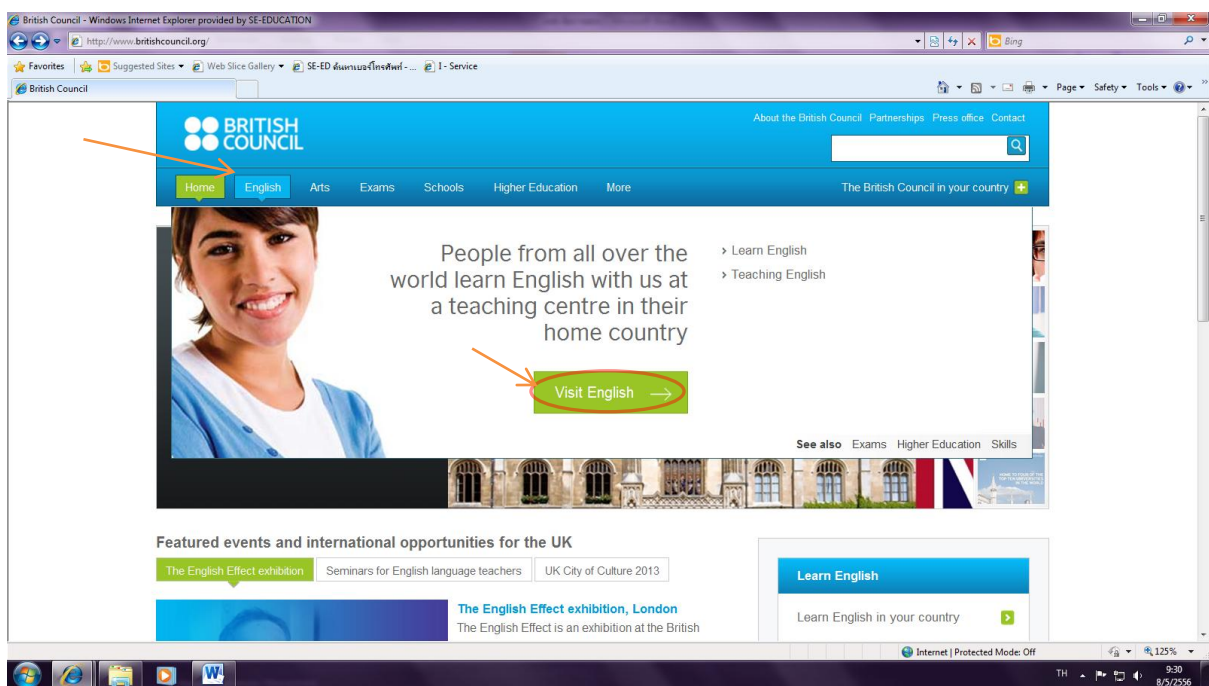 British Council - Windows Internet Explorer provided by SE-EDUCATION
http://www.britishcouncil.org/
Bing
Favorites Suggested Sites Web Slice Gallery SE-ED ค้นหาเบอร์โทรศัพท์ - ... I - Service
British Council
Page Safety Tools
About the British Council Partnerships Press office Contact
BRITISH
COUNCIL
Home English Arts Exams Schools Higher Education More The British Council in your country
People from all over the
world learn English with us at
a teaching centre in their
home country
› Learn English
› Teaching English
Visit English →
See also Exams Higher Education Skills
Featured events and international opportunities for the UK
The English Effect exhibition Seminars for English language teachers UK City of Culture 2013
The English Effect exhibition, London
The English Effect is an exhibition at the British
Learn English
Learn English in your country
Internet | Protected Mode: Off 125%
TH 9:30
8/5/2556